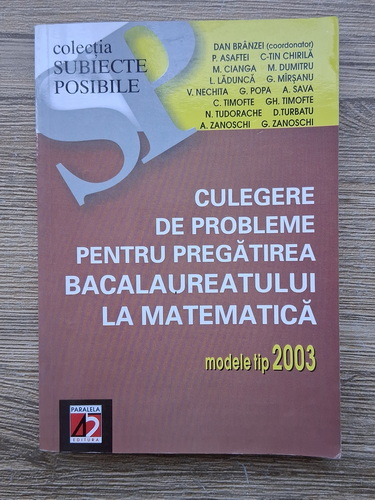 colecția
SUBIECTE
POSIBILE
SP
DAN BRÂNZEI (coordonator)
P. ASAFTEI C-TIN CHIRILĂ
M. CIANGA M. DUMITRU
I. LĂDUNCĂ G. MÎRȘANU
V. NECHITA G. POPA A. SAVA
C. TIMOFTE GH. TIMOFTE
N. TUDORACHE D.TURBATU
A. ZANOSCHI G. ZANOSCHI
CULEGERE
DE PROBLEME
PENTRU PREGĂTIREA
BACALAUREATULUI
LA MATEMATICĂ
modele tip 2003
PARALELA
45
EDITURA